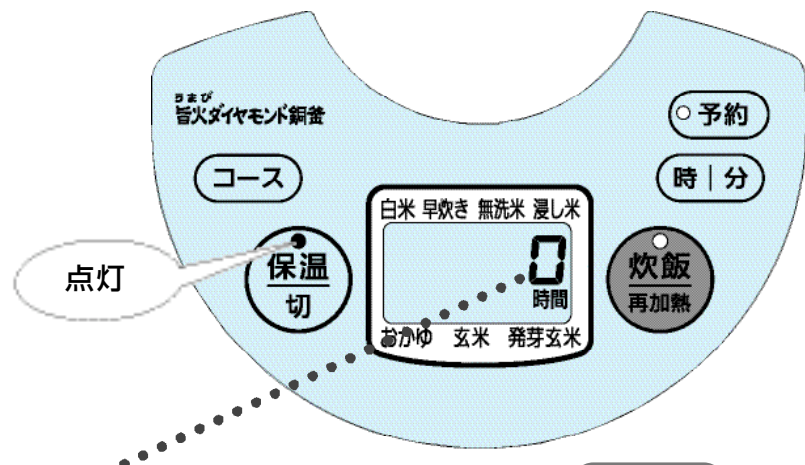 うまび
旨火ダイヤモンド銅釜
予約
コース
時｜分
白米 早炊き 無洗米 浸し米
点灯
保温
切
0
時間
炊飯
再加熱
おかゆ 玄米 発芽玄米